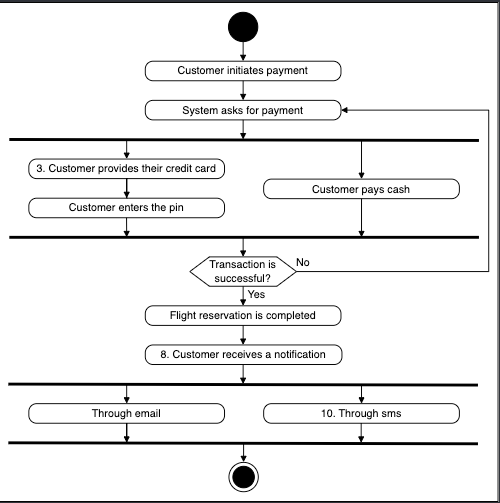 Customer initiates payment
System asks for payment
3. Customer provides their credit card
Customer pays cash
Customer enters the pin
Transaction is
successful?
No
Yes
Flight reservation is completed
8. Customer receives a notification
Through email
10. Through sms